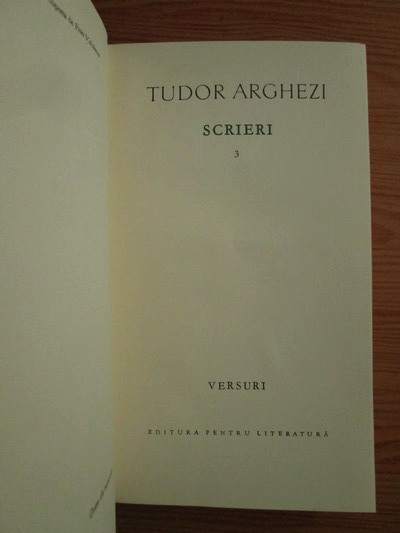 TUDOR ARGHEZI
SCRIERI
3
VERSURI
EDITURA PENTRU LITERATURĂ